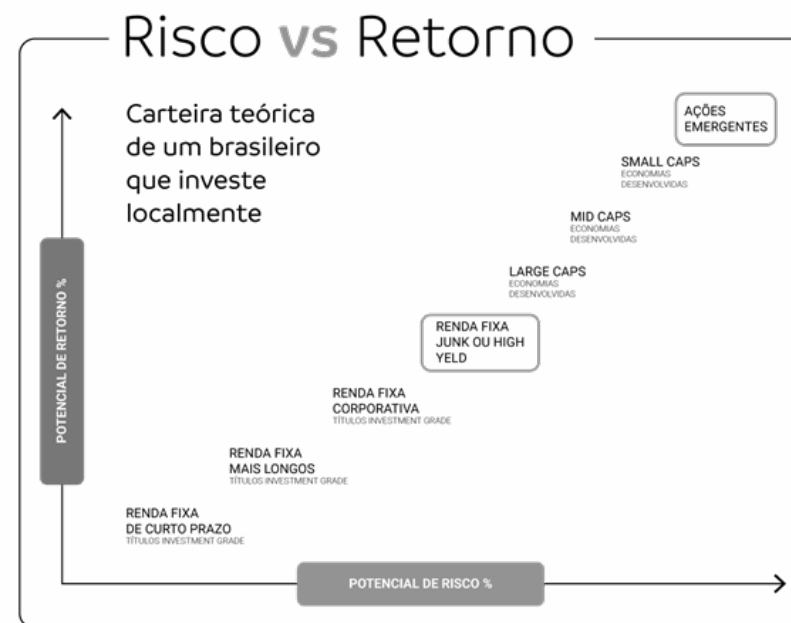 Risco vs Retorno
Carteira teórica
de um brasileiro
que investe
localmente
AÇÕES
EMERGENTES
SMALL CAPS
ECONOMIAS
DESENVOLVIDAS
MID CAPS
ECONOMIAS
DESENVOLVIDAS
LARGE CAPS
ECONOMIAS
DESENVOLVIDAS
RENDA FIXA
JUNK OU HIGH
YELD
RENDA FIXA
CORPORATIVA
TÍTULOS INVESTMENT GRADE
RENDA FIXA
MAIS LONGOS
TÍTULOS INVESTMENT GRADE
RENDA FIXA
DE CURTO PRAZO
TÍTULOS INVESTMENT GRADE
POTENCIAL DE RETORNO %
POTENCIAL DE RISCO %